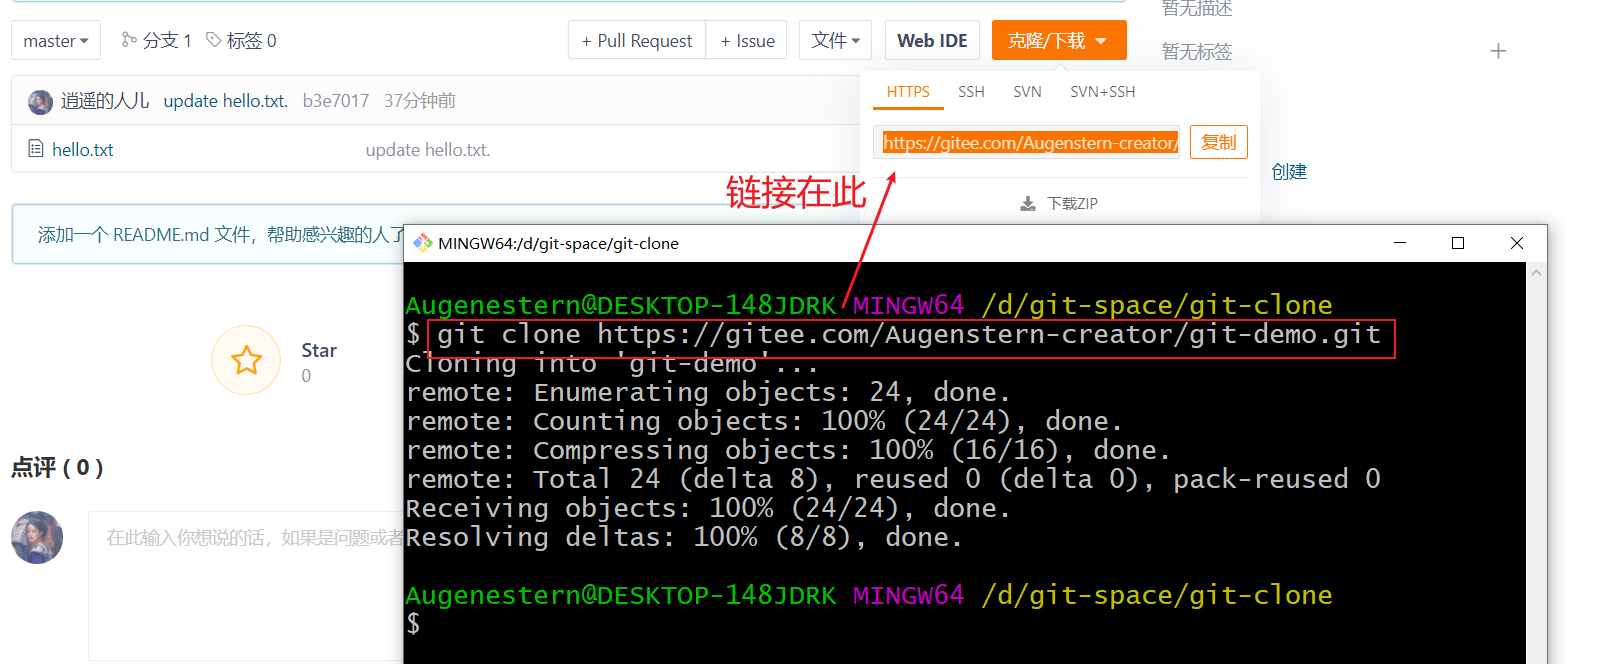 暂无描述
master
分支 1
标签 0
+ Pull Request
+ Issue
文件
Web IDE
克隆/下载
暂无标签
+
HTTPS
SSH
SVN
SVN+SSH
逍遥的人儿 update hello.txt. b3e7017 37分钟前
https://gitee.com/Augenstern-creator/
复制
hello.txt
update hello.txt.
创建
链接在此
下载ZIP
添加一个 README.md 文件，帮助感兴趣的人了
MINGW64:/d/git-space/git-clone
Augenestern@DESKTOP-148JDRK MINGW64 /d/git-space/git-clone
$ git clone https://gitee.com/Augenstern-creator/git-demo.git
Cloning into 'git-demo'...
remote: Enumerating objects: 24, done.
remote: Counting objects: 100% (24/24), done.
remote: Compressing objects: 100% (16/16), done.
remote: Total 24 (delta 8), reused 0 (delta 0), pack-reused 0
Receiving objects: 100% (24/24), done.
Resolving deltas: 100% (8/8), done.
Augenestern@DESKTOP-148JDRK MINGW64 /d/git-space/git-clone
$
Star
0
点评 ( 0 )
在此输入你想说的话，如果是问题或者